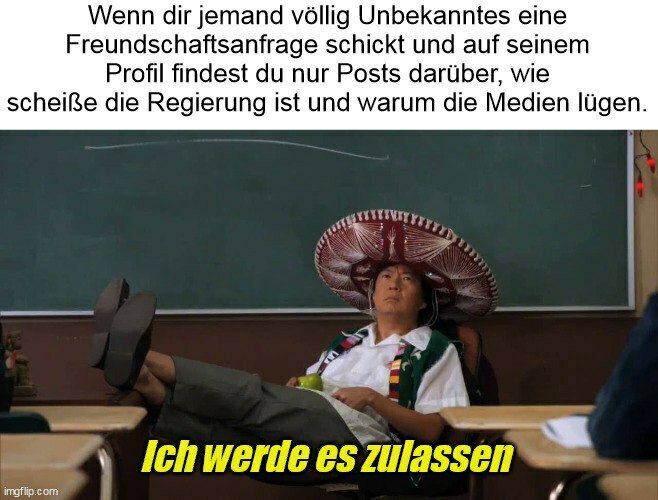 Wenn dir jemand völlig Unbekanntes eine
Freundschaftsanfrage schickt und auf seinem
Profil findest du nur Posts darüber, wie
scheiße die Regierung ist und warum die Medien lügen.
Ich werde es zulassen
imgflip.com